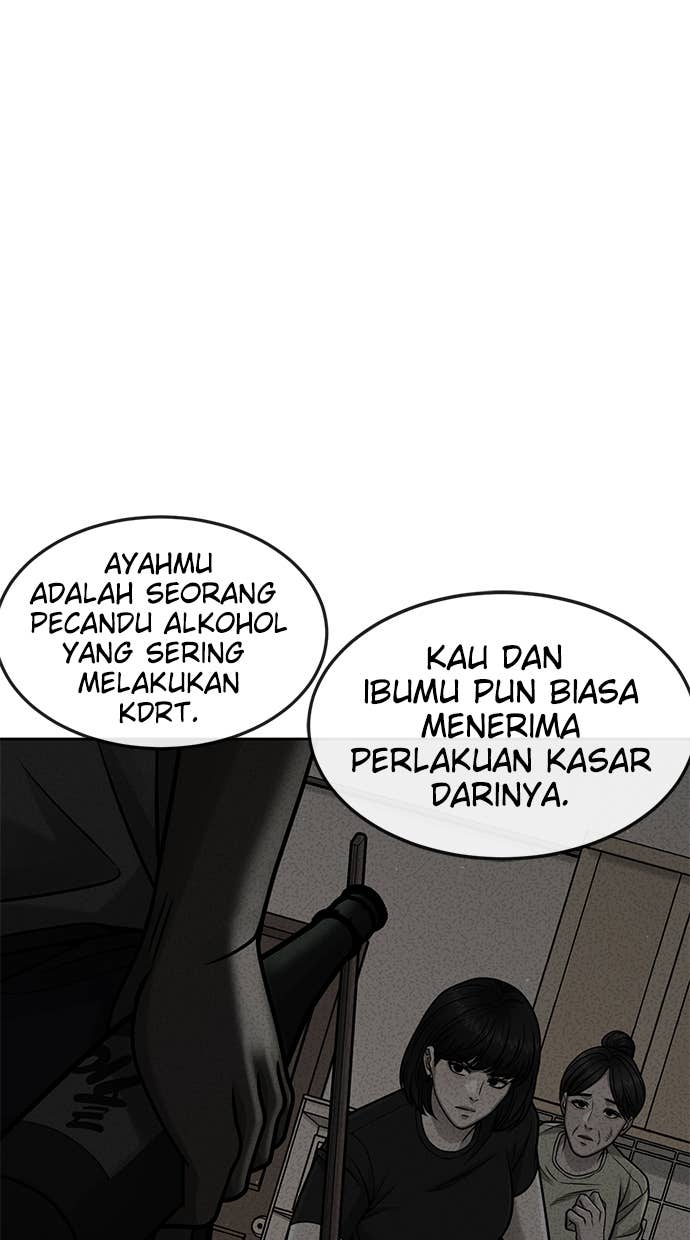 AYAHMU
ADALAH SEORANG
PECANDU ALKOHOL
YANG SERING
MELAKUKAN
KDRT.
KAU DAN
IBUMU PUN BIASA
MENERIMA
PERLAKUAN KASAR
DARINYA.